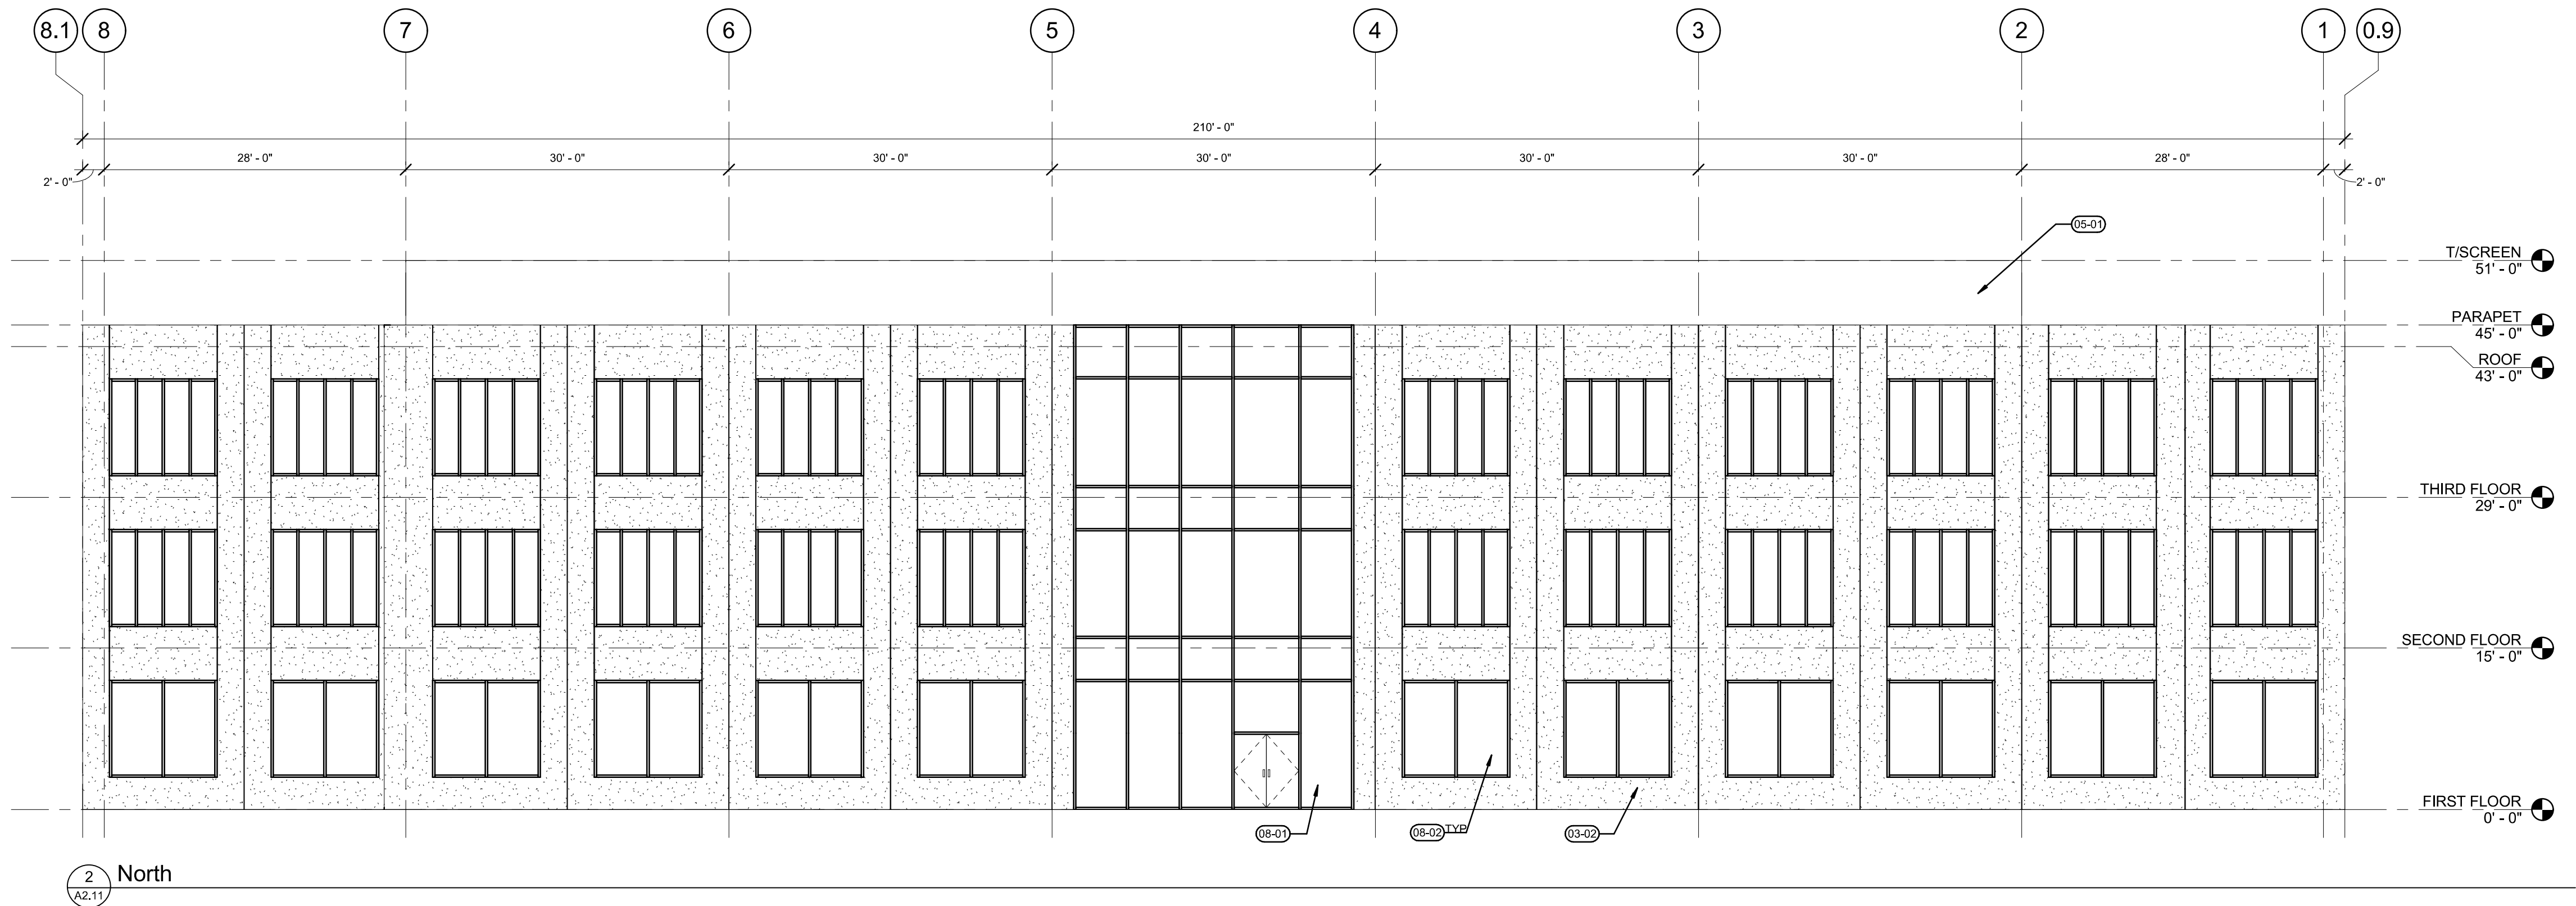 8.1
8
7
6
5
4
3
2
1
0.9
210' - 0"
28' - 0"
30' - 0"
30' - 0"
30' - 0"
30' - 0"
30' - 0"
28' - 0"
2' - 0"
2' - 0"
05-01
T/SCREEN
51' - 0"
PARAPET
45' - 0"
ROOF
43' - 0"
THIRD FLOOR
29' - 0"
SECOND FLOOR
15' - 0"
FIRST FLOOR
0' - 0"
08-01
08-02 TYP
03-02
2
A2.11
North